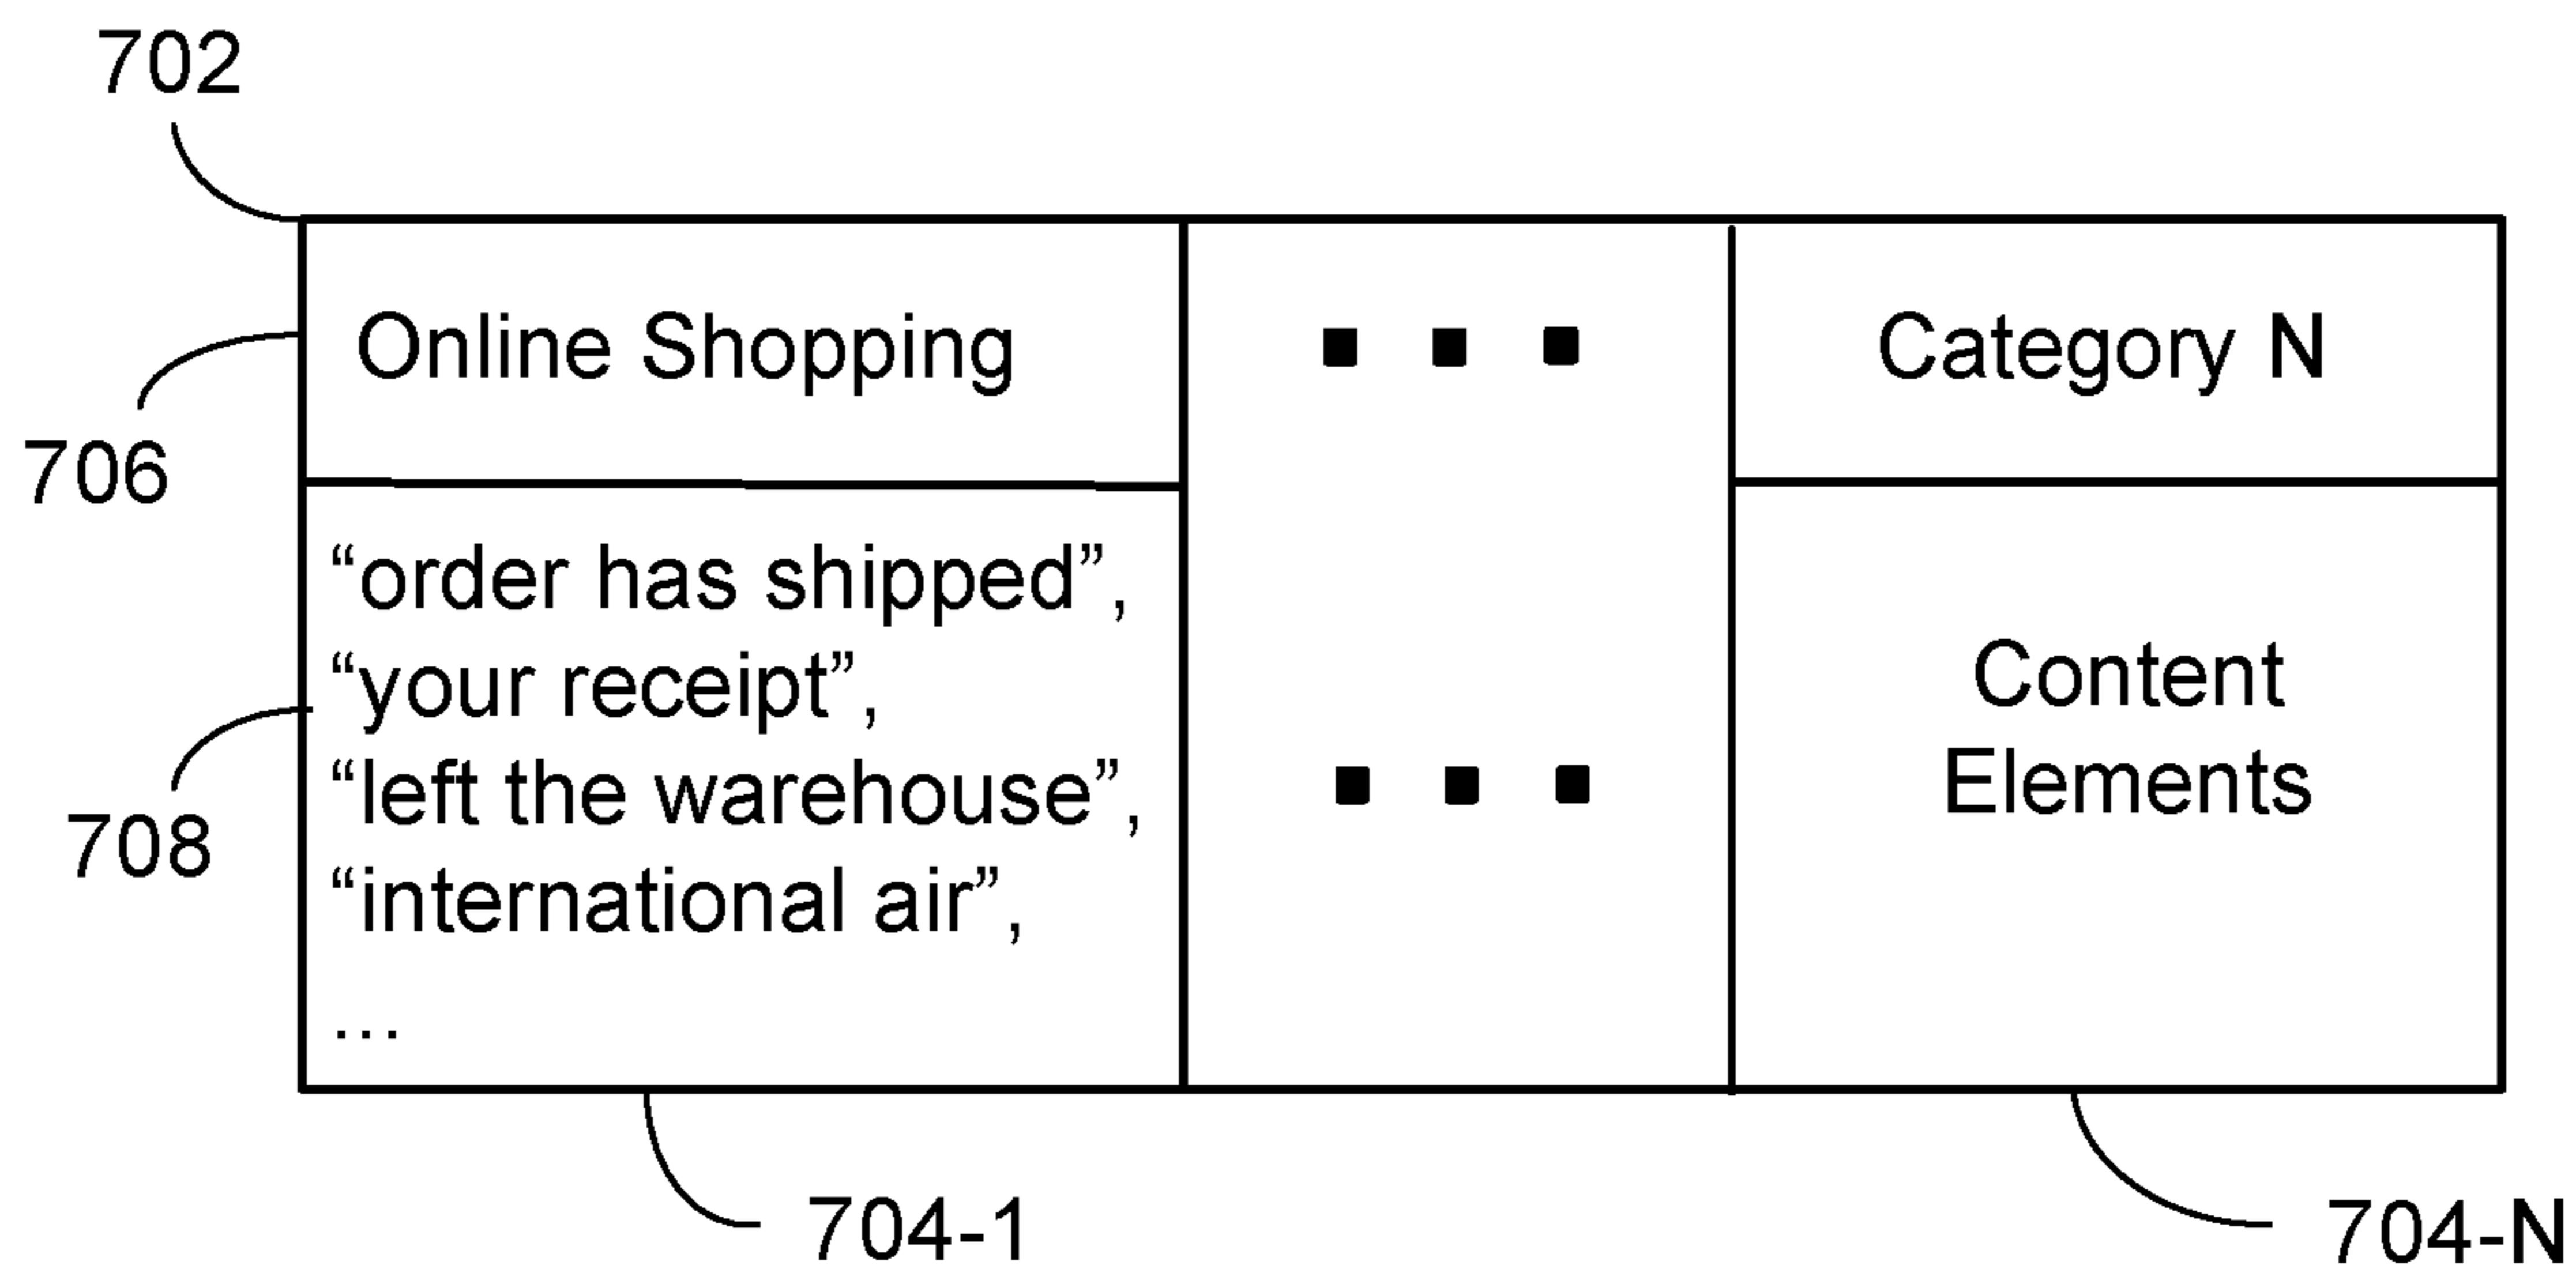 702
Online Shopping
▪ ▪ ▪
Category N
706
“order has shipped”,
“your receipt”,
“left the warehouse”,
“international air”,
...
▪ ▪ ▪
Content
Elements
708
704-1
704-N